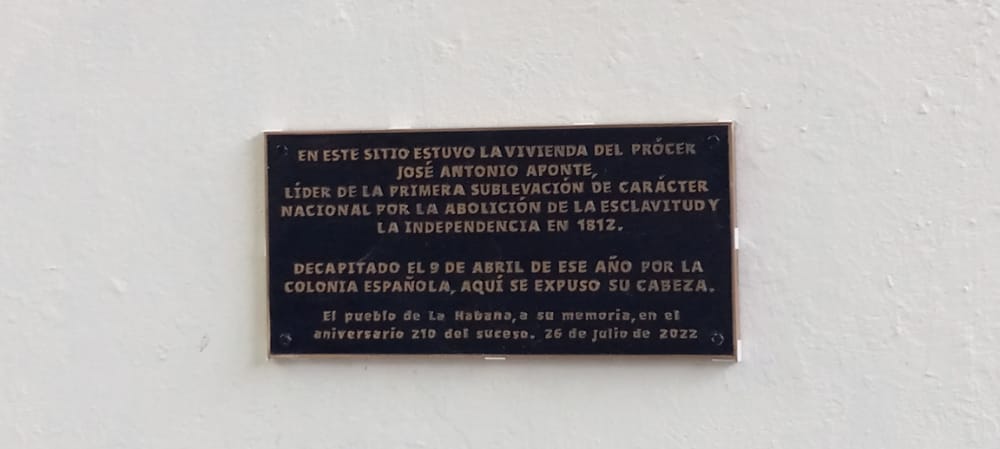 EN ESTE SITIO ESTUVO LA VIVIENDA DEL PRÓCER
JOSÉ ANTONIO APONTE,
LÍDER DE LA PRIMERA SUBLEVACIÓN DE CARÁCTER
NACIONAL POR LA ABOLICIÓN DE LA ESCLAVITUD Y
LA INDEPENDENCIA EN 1812.
DECAPITADO EL 9 DE ABRIL DE ESE AÑO POR LA
COLONIA ESPAÑOLA, AQUÍ SE EXPUSO SU CABEZA.
El pueblo de La Habana, a su memoria, en el
aniversario 210 del suceso. 26 de julio de 2022